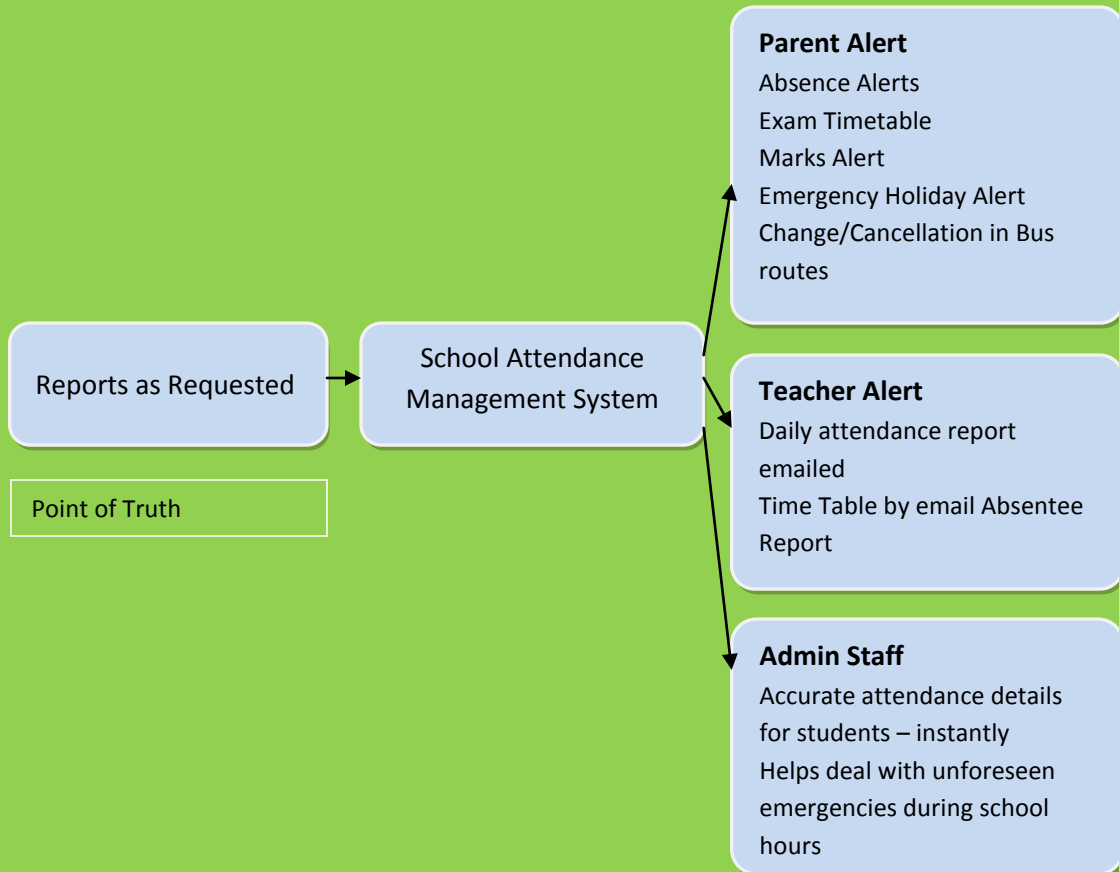 Reports as Requested
Point of Truth
School Attendance
Management System
Parent Alert
Absence Alerts
Exam Timetable
Marks Alert
Emergency Holiday Alert
Change/Cancellation in Bus
routes
Teacher Alert
Daily attendance report
emailed
Time Table by email Absentee
Report
Admin Staff
Accurate attendance details
for students – instantly
Helps deal with unforeseen
emergencies during school
hours